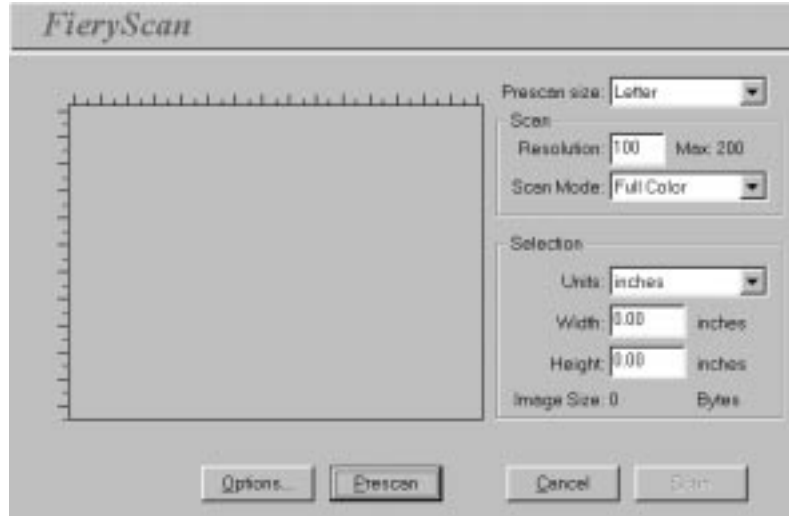 FieryScan
Prescan size: Letter
Scan
Resolution: 100 Max: 200
Scan Mode: Full Color
Selection
Units: inches
Width: 0.00 inches
Height: 0.00 inches
Image Size: 0 Bytes
Options... Prescan Cancel Scan